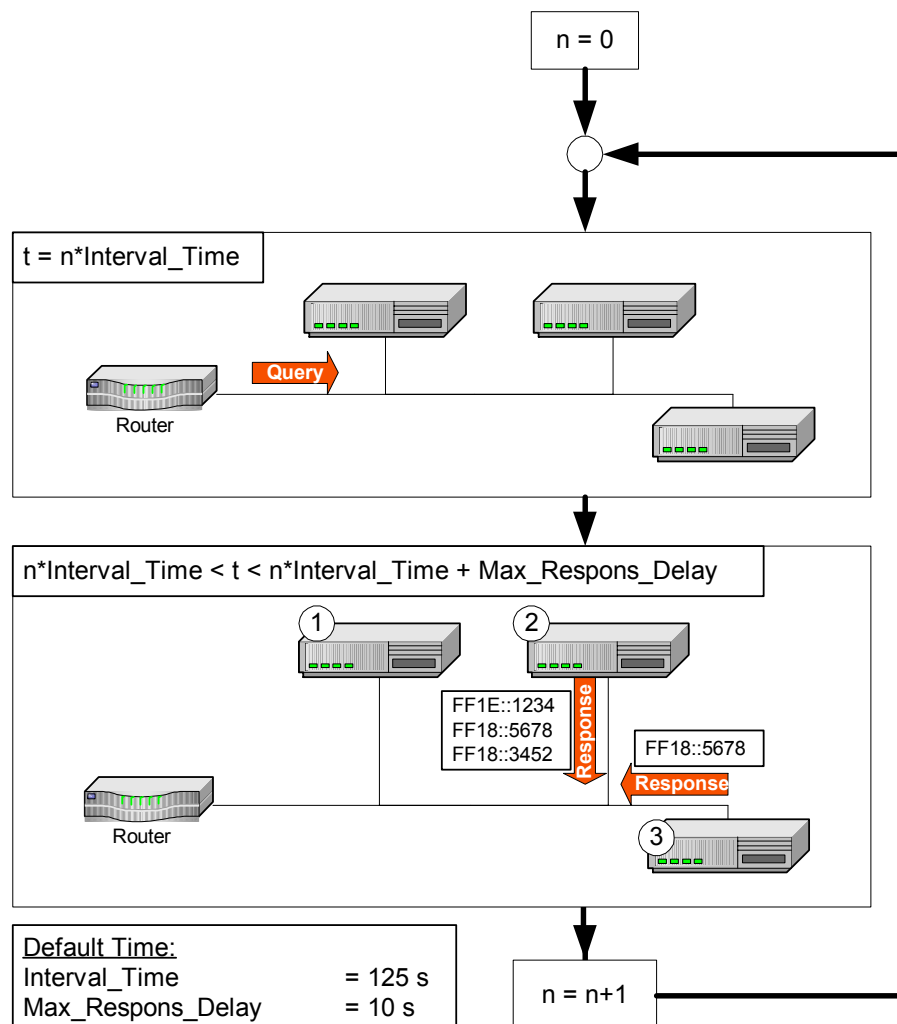 n = 0
t = n*Interval_Time
Query
Router
n*Interval_Time < t < n*Interval_Time + Max_Respons_Delay
1
2
FF1E::1234
FF18::5678
FF18::3452
Response
FF18::5678
Response
Router
3
Default Time:
Interval_Time = 125 s
Max_Respons_Delay = 10 s
n = n+1